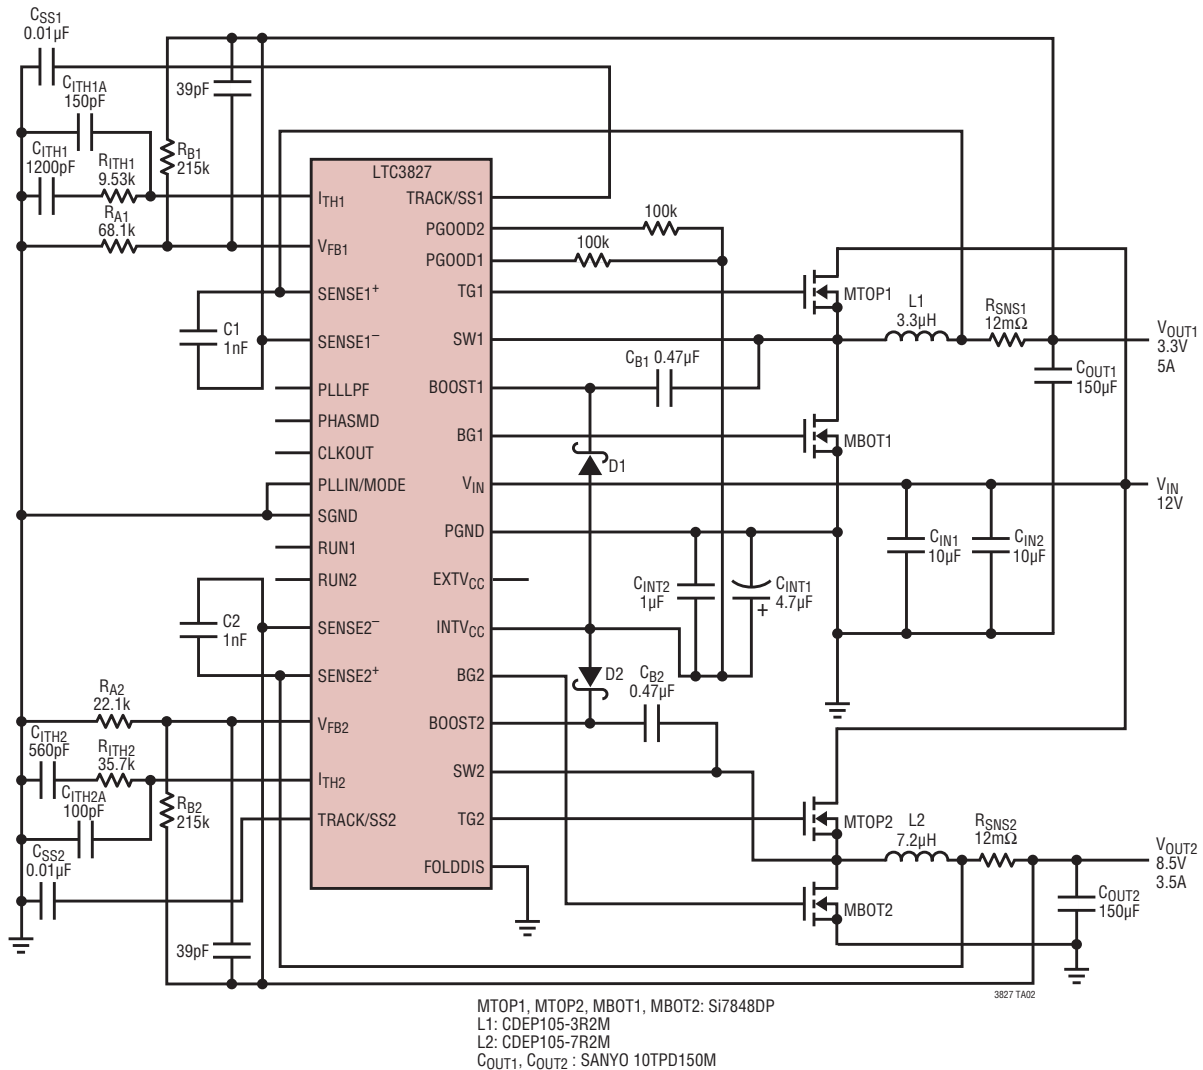 CSS1
0.01µF
CITH1A
150pF
39pF
CITH1
1200pF
RITH1
9.53k
RB1
215k
RA1
68.1k
C1
1nF
LTC3827
ITH1
VFB1
SENSE1+
SENSE1–
PLLLPF
PHASMD
CLKOUT
PLLIN/MODE
SGND
RUN1
RUN2
SENSE2–
SENSE2+
VFB2
ITH2
TRACK/SS2
TRACK/SS1
PGOOD2
PGOOD1
TG1
SW1
BOOST1
BG1
VIN
PGND
EXTVCC
INTVCC
BG2
BOOST2
SW2
TG2
FOLDDIS
100k
100k
MTOP1
L1
3.3µH
RSNS1
12mΩ
VOUT1
3.3V
5A
CB1 0.47µF
COUT1
150µF
MBOT1
D1
VIN
12V
CIN1
10µF
CIN2
10µF
CINT2
1µF
CINT1
4.7µF
+
D2
CB2
0.47µF
C2
1nF
RA2
22.1k
CITH2
560pF
RITH2
35.7k
CITH2A
100pF
RB2
215k
CSS2
0.01µF
39pF
MTOP2
L2
7.2µH
RSNS2
12mΩ
VOUT2
8.5V
3.5A
MBOT2
COUT2
150µF
3827 TA02
MTOP1, MTOP2, MBOT1, MBOT2: Si7848DP
L1: CDEP105-3R2M
L2: CDEP105-7R2M
COUT1, COUT2 : SANYO 10TPD150M